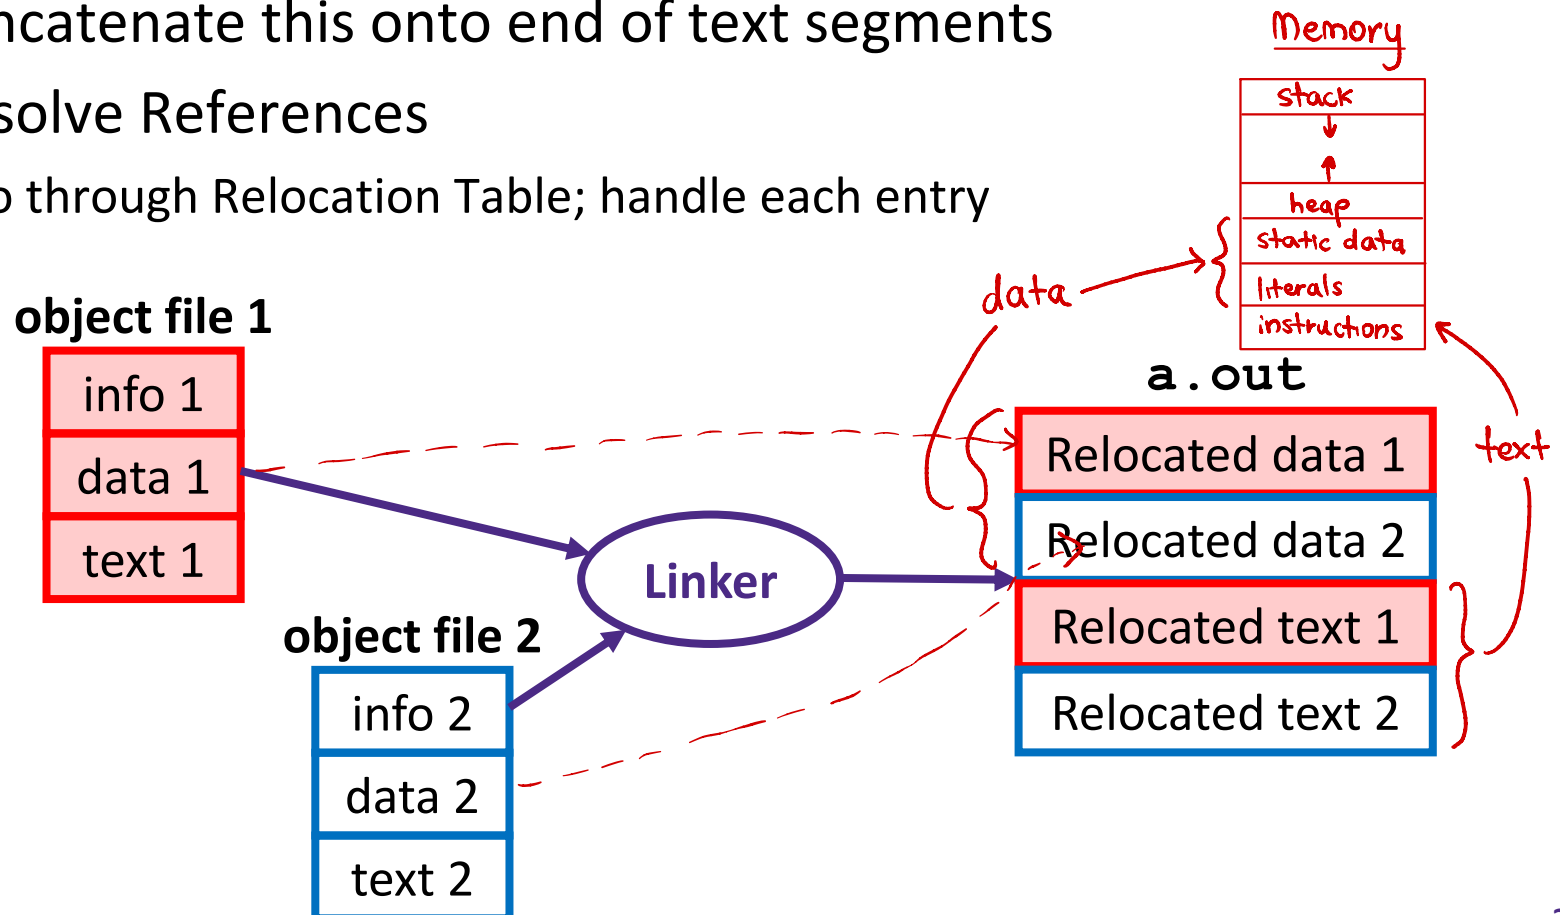 ncatenate this onto end of text segments
solve References
o through Relocation Table; handle each entry
Memory
stack
heap
static data
literals
instructions
data
text
object file 1
info 1
data 1
text 1
Linker
object file 2
info 2
data 2
text 2
a.out
Relocated data 1
Relocated data 2
Relocated text 1
Relocated text 2